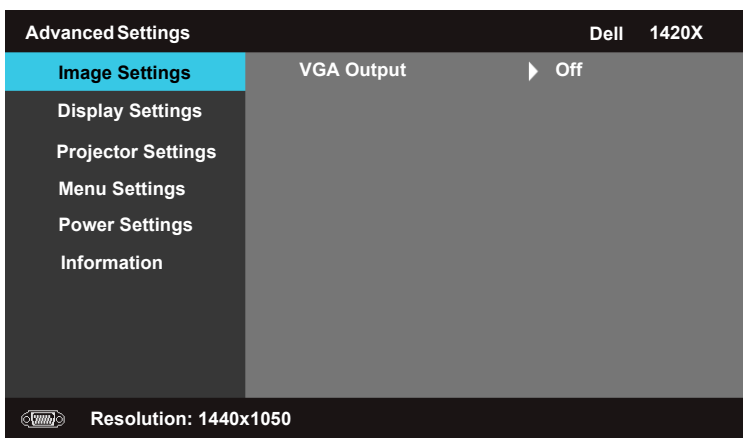 Advanced Settings Dell 1420X
Image Settings VGA Output Off
Display Settings
Projector Settings
Menu Settings
Power Settings
Information
Resolution: 1440x1050